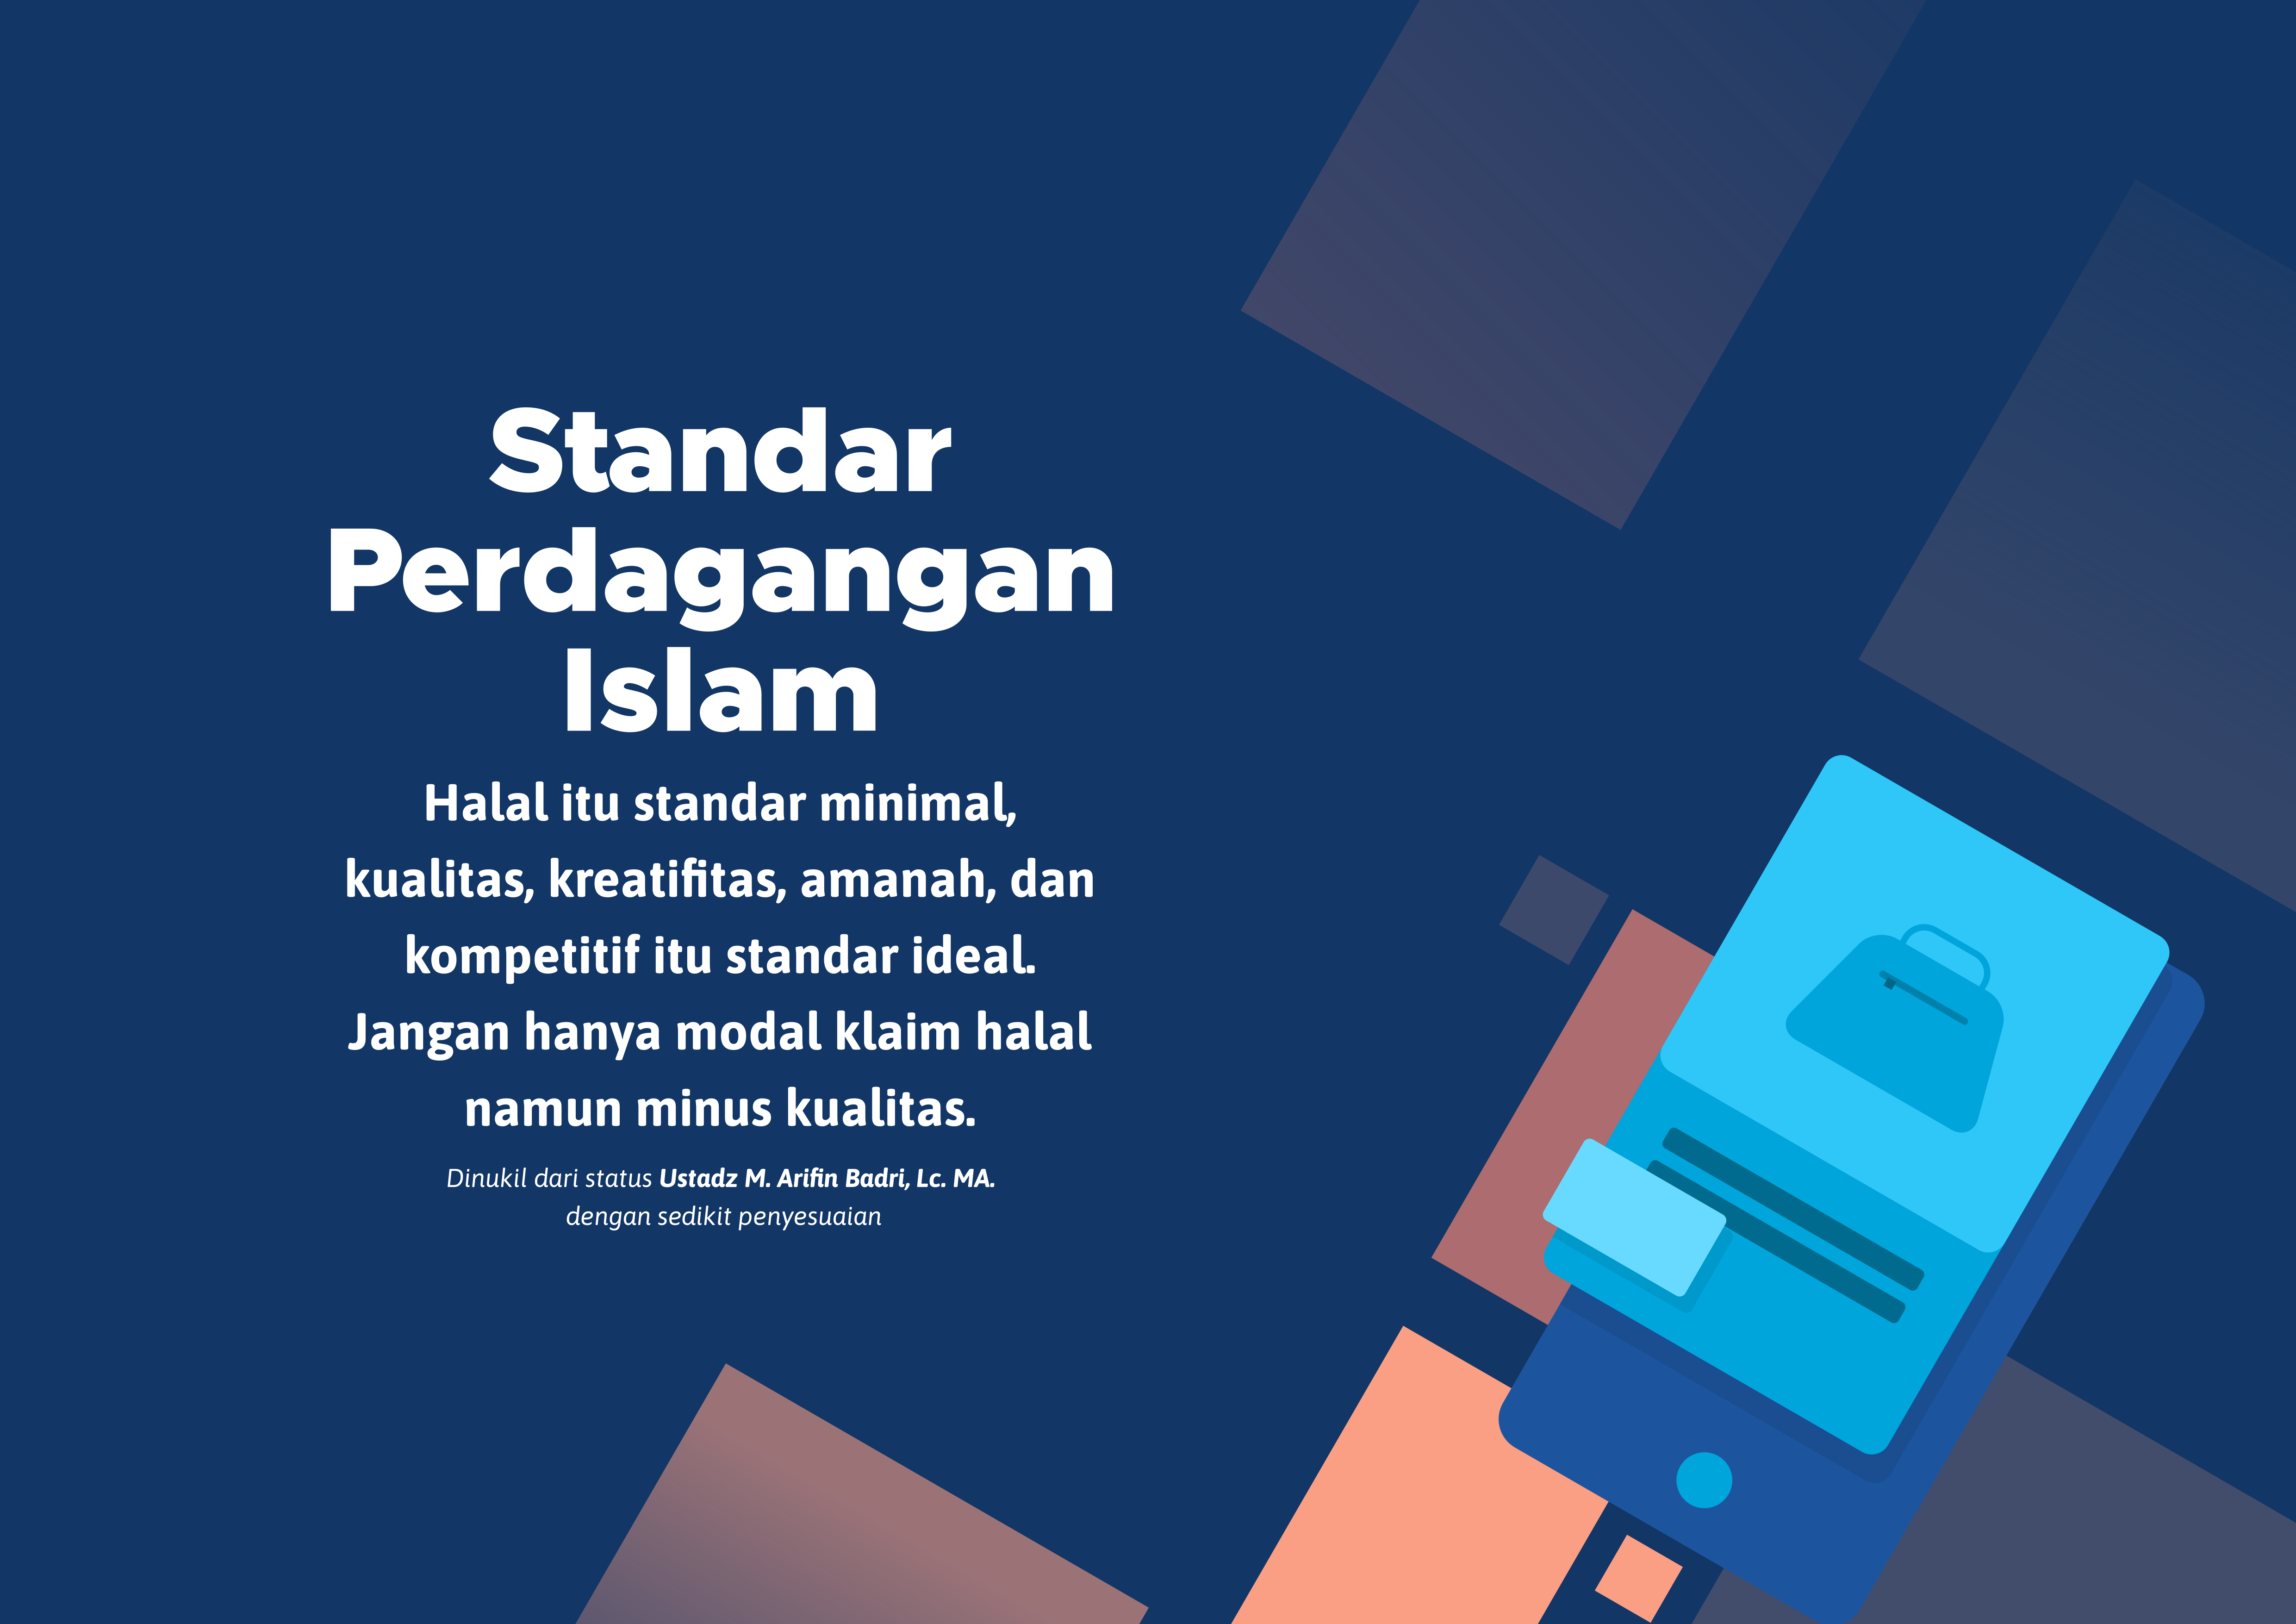 Standar
Perdagangan
Islam
Halal itu standar minimal,
kualitas, kreatifitas, amanah, dan
kompetitif itu standar ideal.
Jangan hanya modal klaim halal
namun minus kualitas.
Dinukil dari status Ustadz M. Arifin Badri, Lc. MA.
dengan sedikit penyesuaian